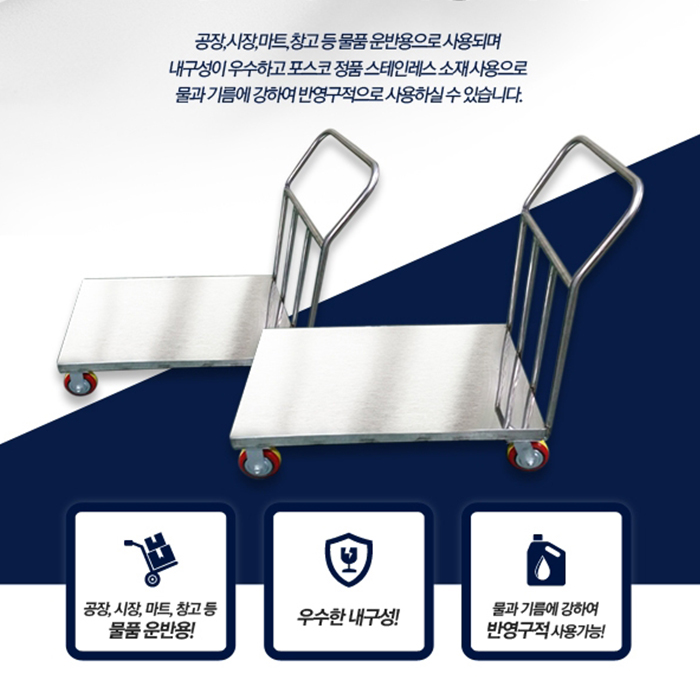 공장,시장,마트,창고 등 물품 운반용으로 사용되며
내구성이 우수하고 포스코 정품 스테인레스 소재 사용으로
물과 기름에 강하여 반영구적으로 사용하실 수 있습니다.
공장, 시장, 마트, 창고 등
물품 운반용!
우수한 내구성!
물과 기름에 강하여
반영구적 사용가능!